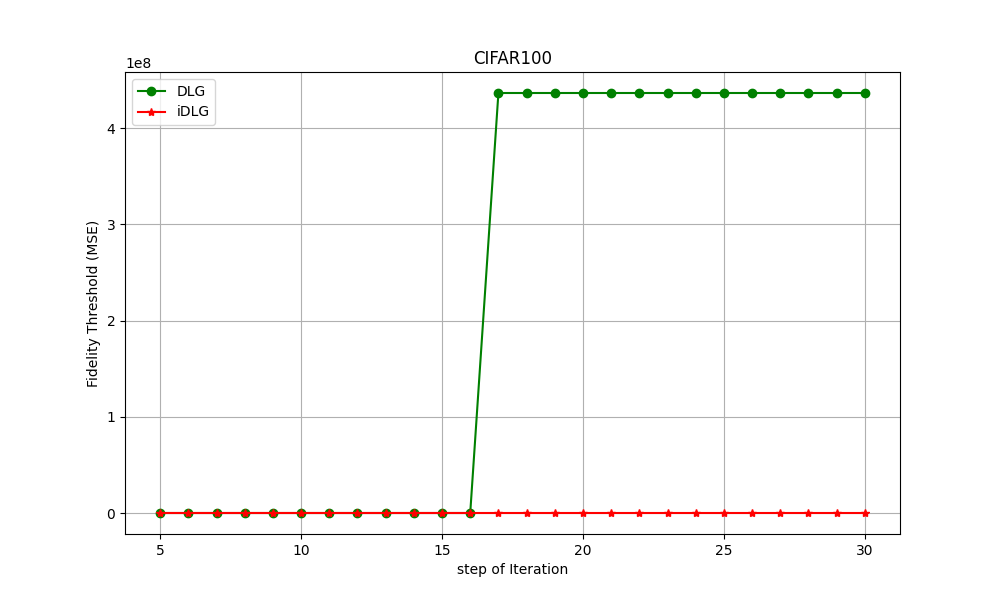 CIFAR100
1e8
DLG
iDLG
4
3
2
1
0
Fidelity Threshold (MSE)
5 10 15 20 25 30
step of Iteration